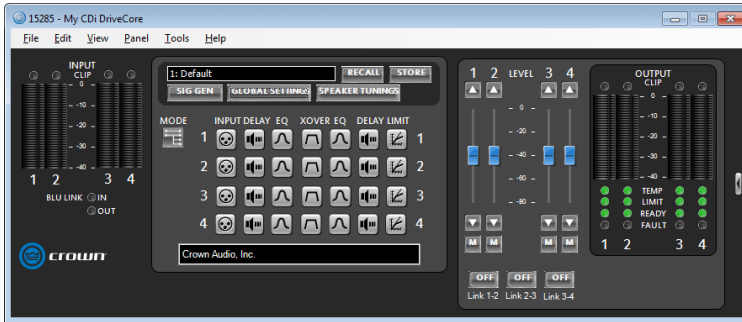 15285 - My CDi DriveCore
File Edit View Panel Tools Help
INPUT
CLIP
0
-10
-20
-30
-40
1 2 3 4
BLU LINK IN
OUT
crown
1: Default RECALL STORE
SIG GEN GLOBAL SETTINGS SPEAKER TUNINGS
MODE INPUT DELAY EQ XOVER EQ DELAY LIMIT
1 1
2 2
3 3
4 4
Crown Audio, Inc.
1 2 LEVEL 3 4
- 0 -
- 20 -
- 40 -
- 60 -
- 80 -
M M M M
OFF OFF OFF
Link 1-2 Link 2-3 Link 3-4
OUTPUT
CLIP
0
-10
-20
-30
-40
TEMP
LIMIT
READY
FAULT
1 2 3 4